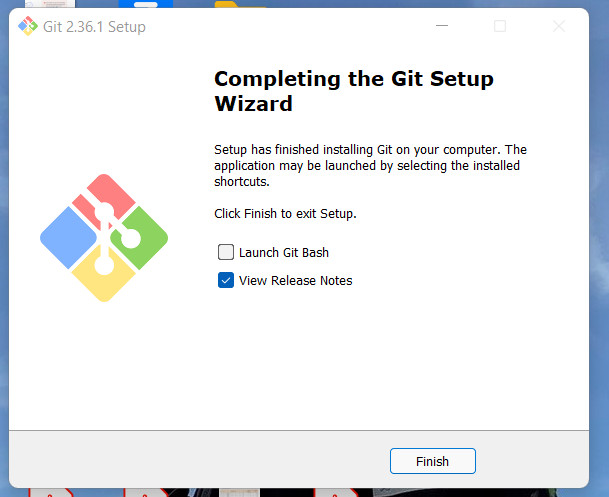 Git 2.36.1 Setup
Completing the Git Setup
Wizard
Setup has finished installing Git on your computer. The
application may be launched by selecting the installed
shortcuts.
Click Finish to exit Setup.
Launch Git Bash
View Release Notes
Finish